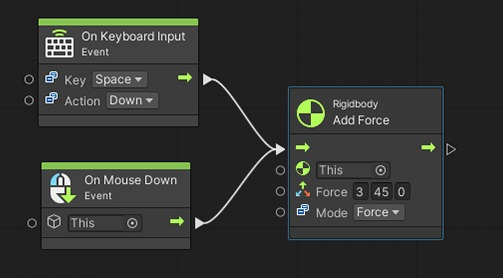 On Keyboard Input
Event
Key Space
Action Down
On Mouse Down
Event
This
Rigidbody
Add Force
This
Force 3 45 0
Mode Force